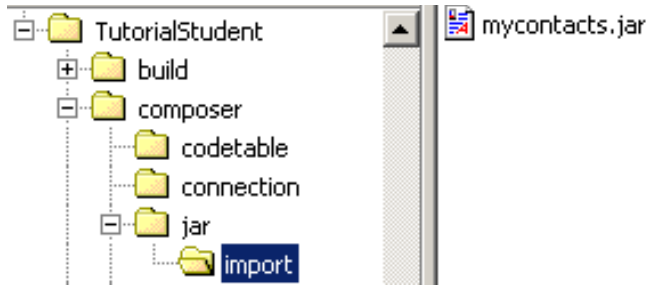 TutorialStudent
build
composer
codetable
connection
jar
import
mycontacts.jar